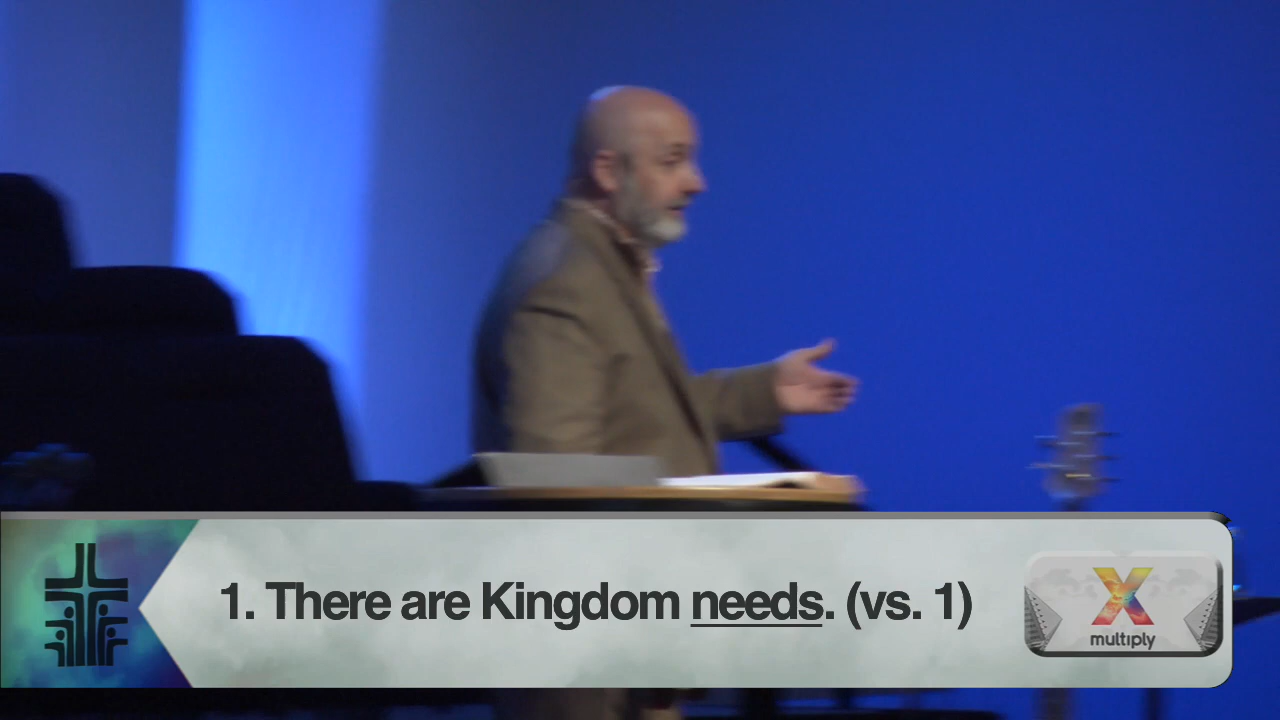 1. There are Kingdom needs. (vs. 1)
X
multiply